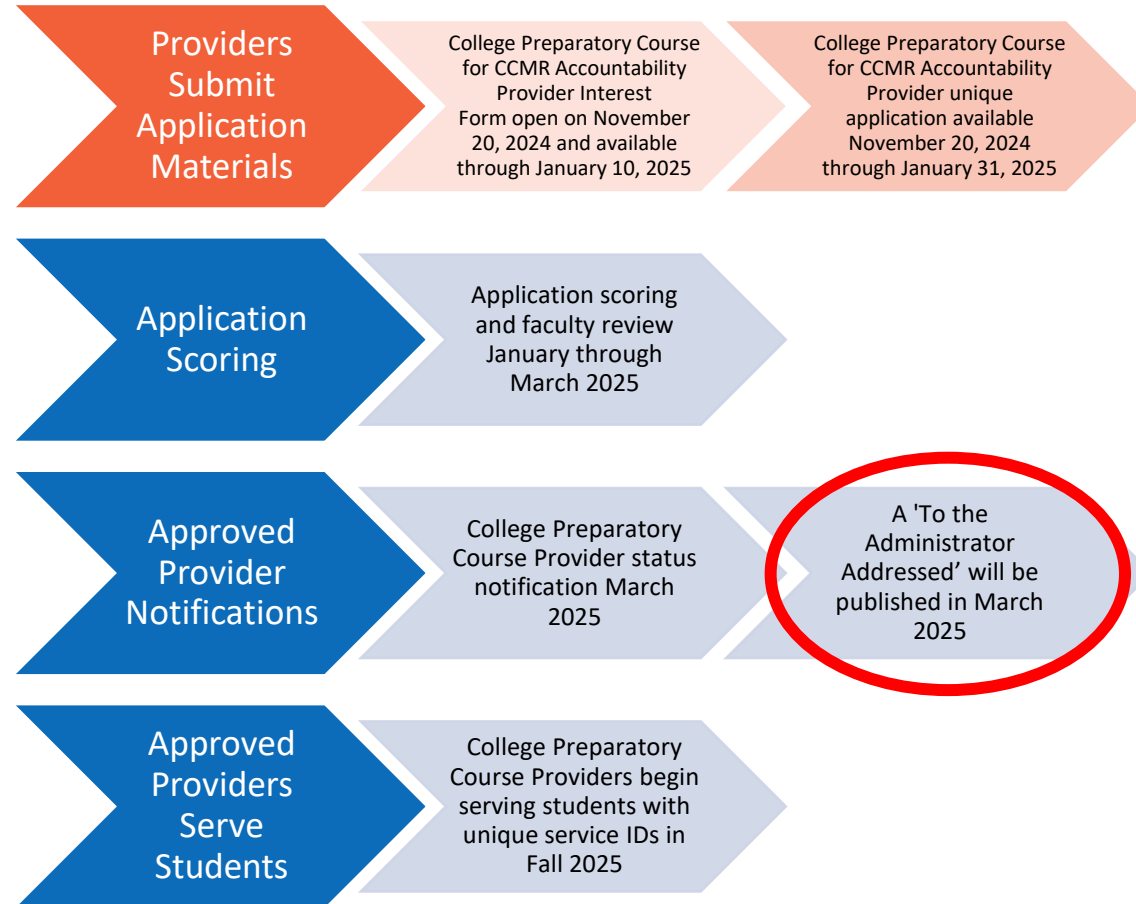 Providers
Submit
Application
Materials
College Preparatory Course
for CCMR Accountability
Provider Interest
Form open on November
20, 2024 and available
through January 10, 2025
College Preparatory Course
for CCMR Accountability
Provider unique
application available
November 20, 2024
through January 31, 2025
Application
Scoring
Application scoring
and faculty review
January through
March 2025
Approved
Provider
Notifications
College Preparatory
Course Provider status
notification March
2025
A 'To the
Administrator
Addressed’ will be
published in March
2025
Approved
Providers
Serve
Students
College Preparatory
Course Providers begin
serving students with
unique service IDs in
Fall 2025